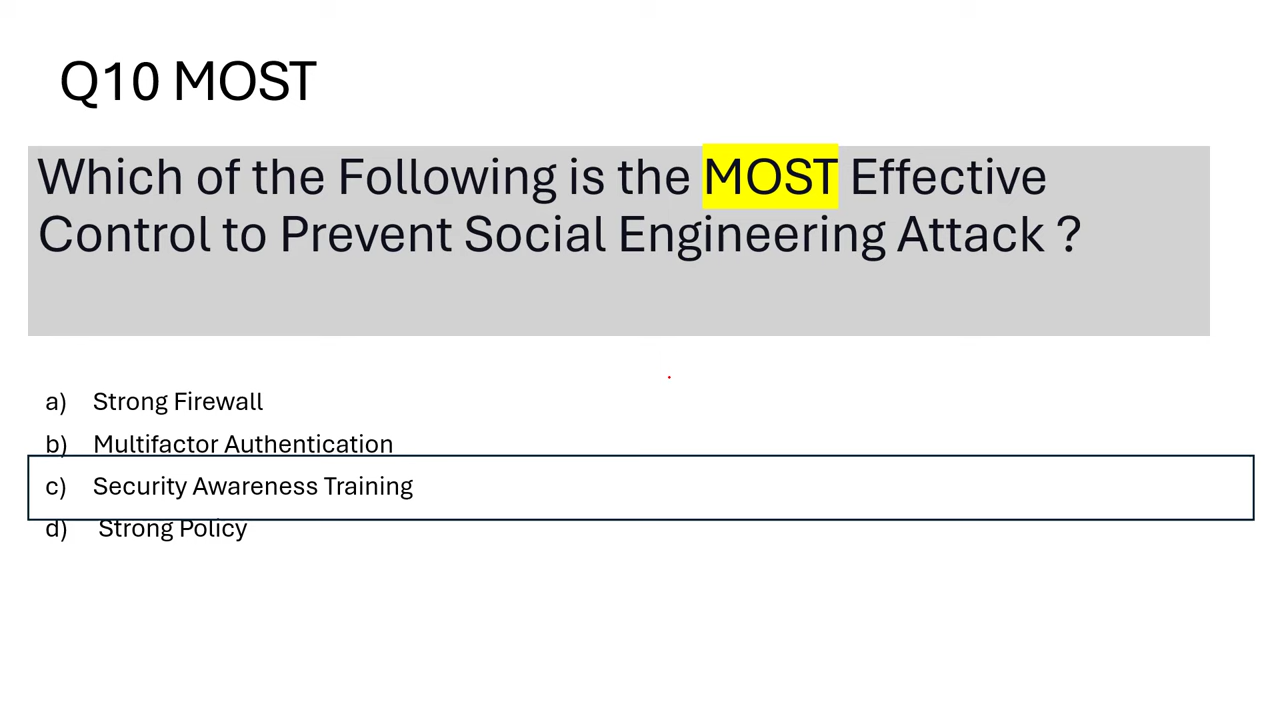 Q10 MOST
Which of the Following is the MOST Effective
Control to Prevent Social Engineering Attack ?
a) Strong Firewall
b) Multifactor Authentication
c) Security Awareness Training
d) Strong Policy